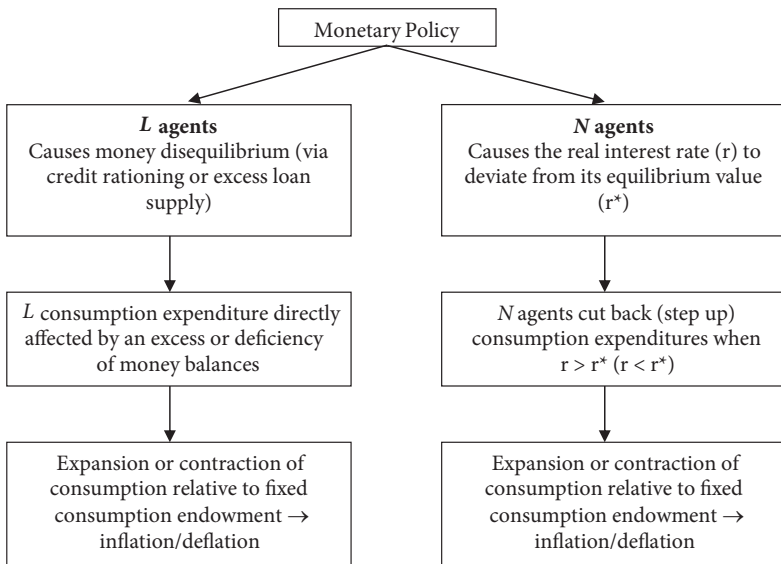 Monetary Policy
L agents
Causes money disequilibrium (via
credit rationing or excess loan
supply)
N agents
Causes the real interest rate (r) to
deviate from its equilibrium value
(r*)
L consumption expenditure directly
affected by an excess or deficiency
of money balances
N agents cut back (step up)
consumption expenditures when
r > r* (r < r*)
Expansion or contraction of
consumption relative to fixed
consumption endowment →
inflation/deflation
Expansion or contraction of
consumption relative to fixed
consumption endowment →
inflation/deflation